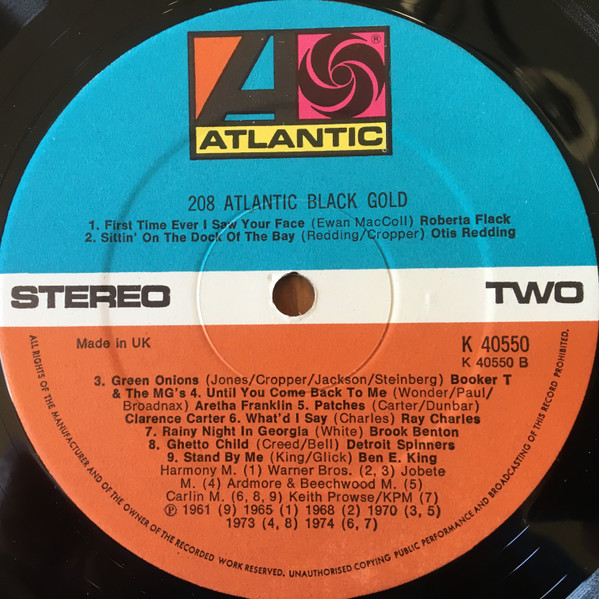 ATLANTIC
®
208 ATLANTIC BLACK GOLD
1. First Time Ever I Saw Your Face (Ewan MacColl) Roberta Flack
2. Sittin' On The Dock Of The Bay (Redding/Cropper) Otis Redding
STEREO
TWO
Made in UK
K 40550
K 40550 B
3. Green Onions (Jones/Cropper/Jackson/Steinberg) Booker T
& The MG's 4. Until You Come Back To Me (Wonder/Paul/
Broadnax) Aretha Franklin 5. Patches (Carter/Dunbar)
Clarence Carter 6. What'd I Say (Charles) Ray Charles
7. Rainy Night In Georgia (White) Brook Benton
8. Ghetto Child (Creed/Bell) Detroit Spinners
9. Stand By Me (King/Glick) Ben E. King
Harmony M. (1) Warner Bros. (2, 3) Jobete
M. (4) Ardmore & Beechwood M. (5)
Carlin M. (6, 8, 9) Keith Prowse/KPM (7)
℗ 1961 (9) 1965 (1) 1968 (2) 1970 (3, 5)
1973 (4, 8) 1974 (6, 7)
ALL RIGHTS OF THE MANUFACTURER AND OF THE OWNER OF THE RECORDED WORK RESERVED. UNAUTHORISED COPYING PUBLIC PERFORMANCE AND BROADCASTING OF THIS RECORD PROHIBITED.